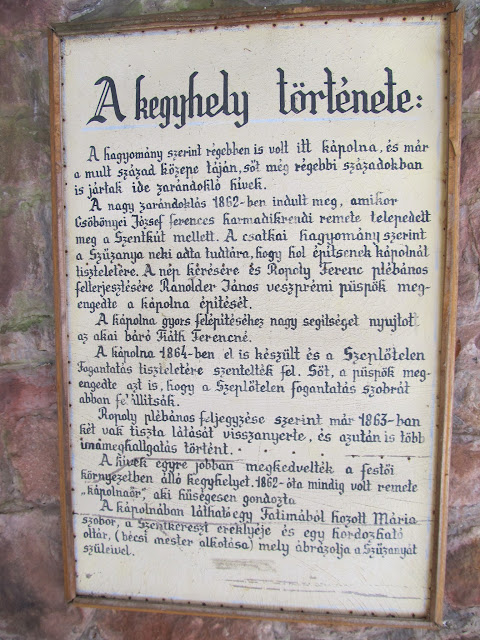 A kegyhely története:
A hagyomány szerint régebben is volt itt kápolna, és már
a mult század közepe táján, sőt még régebbi századokban
is jártak ide zarándokló hívek.
A nagy zarándoklás 1862-ben indult meg, amikor
Csöbönyei József ferences harmadikrendi remete telepedett
meg a Szentkút mellett. A csatkai hagyomány szerint
a Szűzanya neki adta tudtára, hogy hol építsenek kápolnát
tiszteletére. A nép kérésére és Ropoly Ferenc plébános
felterjesztésére Ranolder János veszprémi püspök meg-
engedte a kápolna építését.
A kápolna gyors felépítéséhez nagy segítséget nyujtott
az akai báró Fiáth Ferencné.
A kápolna 1864-ben el is készült és a Szeplőtelen
Fogantatás tiszteletére szentelték fel. Sőt, a püspök meg-
engedte azt is, hogy a Szeplőtelen fogantatás szobrát
abban felállítsák.
Ropoly plébános feljegyzése szerint már 1863-ban
két vak tiszta látását visszanyerte, és azután is több
imameghallgatás történt.
A hívek egyre jobban megkedvelték a festői
környezetben álló kegyhelyet. 1862-óta mindig volt remete
„kápolnaőr", aki hűségesen gondozta
A kápolnában látható egy Fatimából hozott Mária
szobor, a Szentkereszt ereklyéje és egy hordozható
oltár, (bécsi mester alkotása) mely ábrázolja a Szűzanyát
szüleivel.